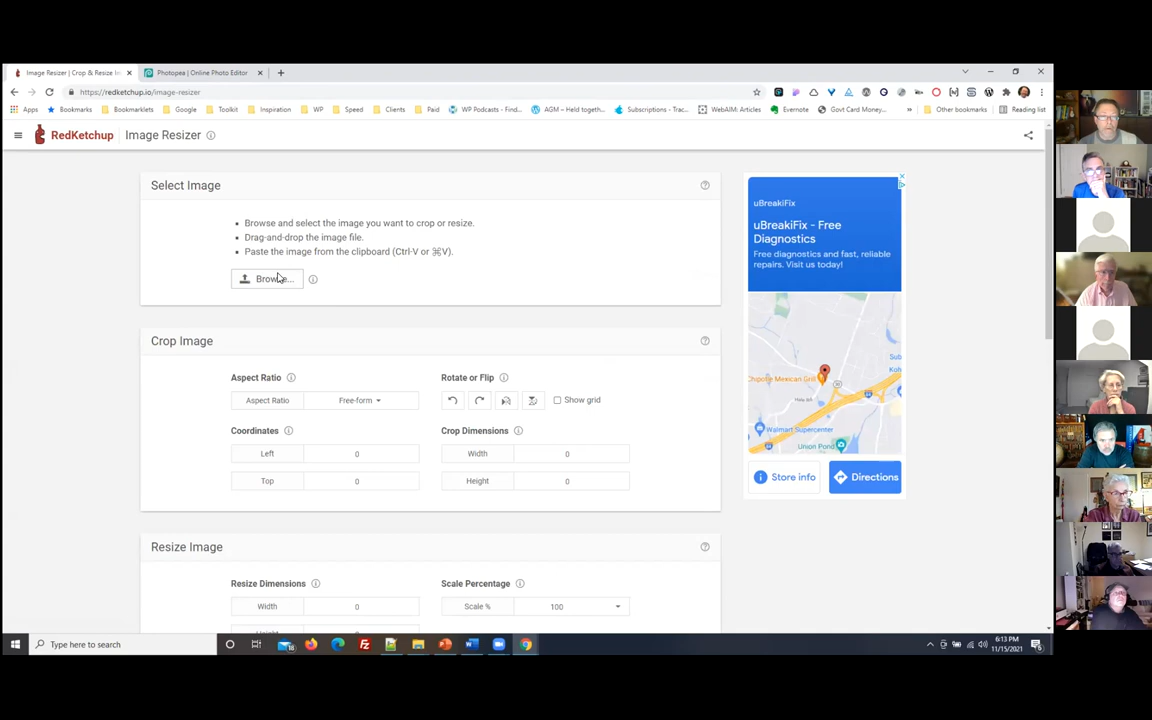 Image Resizer | Crop & Resize Im
Photopea | Online Photo Editor
https://redketchup.io/image-resizer
Apps
Bookmarks
Bookmarklets
Google
Toolkit
Inspiration
WP
Speed
Clients
Paid
WP Podcasts - Find...
AGM – Held togeth...
Subscriptions - Trac...
WebAIM: Articles
Evernote
Govt Card Money...
»
Other bookmarks
Reading list
RedKetchup
Image Resizer
Select Image
• Browse and select the image you want to crop or resize.
• Drag-and-drop the image file.
• Paste the image from the clipboard (Ctrl-V or ⌘V).
Browse...
Crop Image
Aspect Ratio
Rotate or Flip
Aspect Ratio
Free-form
Show grid
Coordinates
Crop Dimensions
Left 0
Width 0
Top 0
Height 0
Resize Image
Resize Dimensions
Scale Percentage
Width 0
Scale % 100
uBreakiFix
uBreakiFix - Free
Diagnostics
Free diagnostics and fast, reliable
repairs. Visit us today!
Chipotle Mexican Grill
Walmart Supercenter
Union Pond
Store info
Directions
Type here to search
6:13 PM
11/15/2021